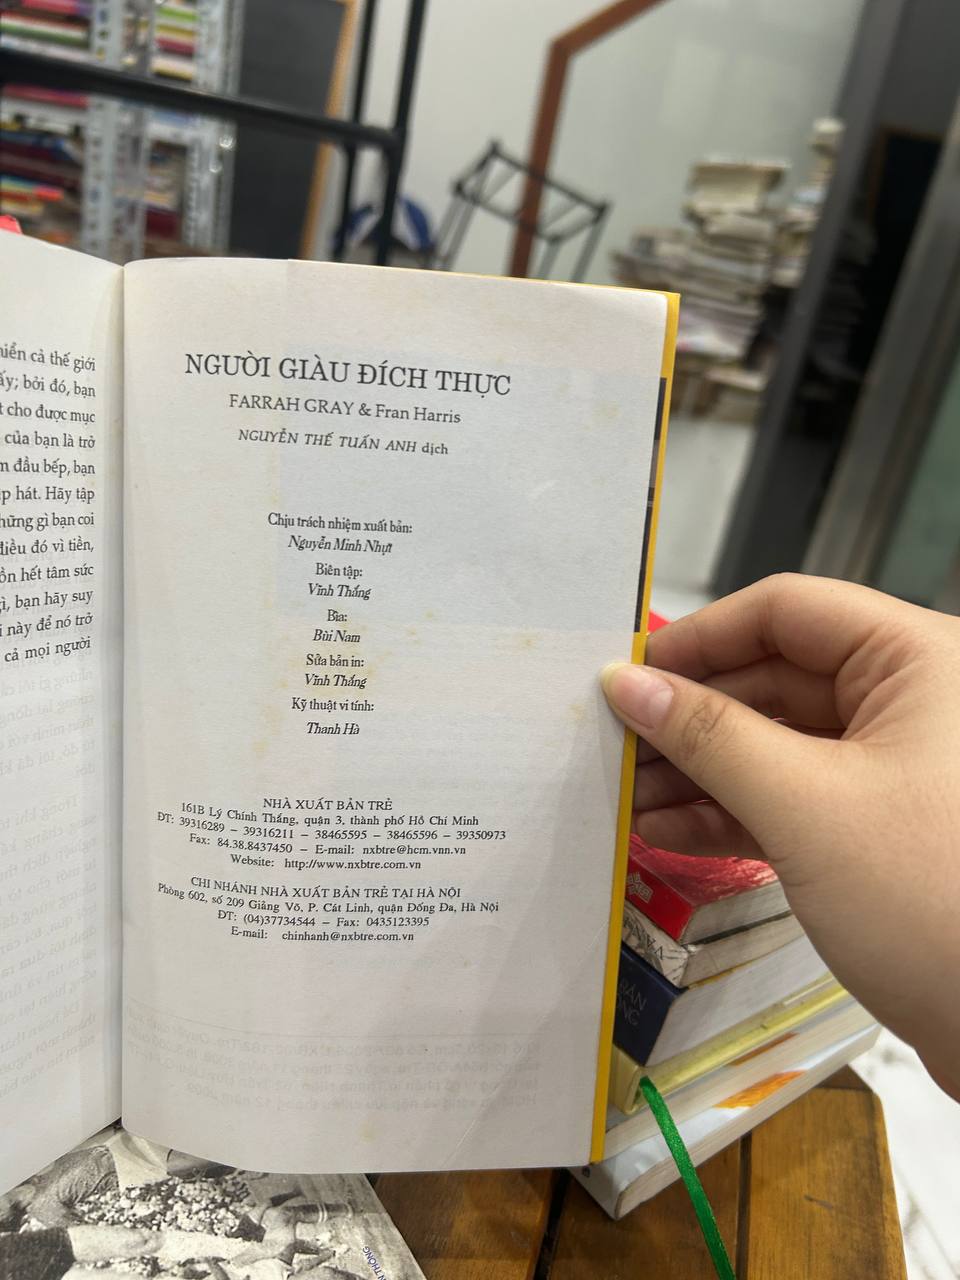 iển cả thế giới
ấy; bởi đó, bạn
t cho được mục
của bạn là trở
m đầu bếp, bạn
p hát. Hãy tập
hững gì bạn coi
điều đó vì tiền,
ồn hết tâm sức
ì, bạn hãy suy
i này để nó trở
cả mọi người
NGƯỜI GIÀU ĐÍCH THỰC
FARRAH GRAY & Fran Harris
NGUYỄN THẾ TUẤN ANH dịch
Chịu trách nhiệm xuất bản:
Nguyễn Minh Nhựt
Biên tập:
Vĩnh Thắng
Bìa:
Bùi Nam
Sửa bản in:
Vĩnh Thắng
Kỹ thuật vi tính:
Thanh Hà
NHÀ XUẤT BẢN TRẺ
161B Lý Chính Thắng, quận 3, thành phố Hồ Chí Minh
ĐT: 39316289 – 39316211 – 38465595 – 38465596 – 39350973
Fax: 84.38.8437450 – E-mail: nxbtre@hcm.vnn.vn
Website: http://www.nxbtre.com.vn
CHI NHÁNH NHÀ XUẤT BẢN TRẺ TẠI HÀ NỘI
Phòng 602, số 209 Giảng Võ, P. Cát Linh, quận Đống Đa, Hà Nội
ĐT: (04)37734544 – Fax: 0435123395
E-mail: chinhanh@nxbtre.com.vn